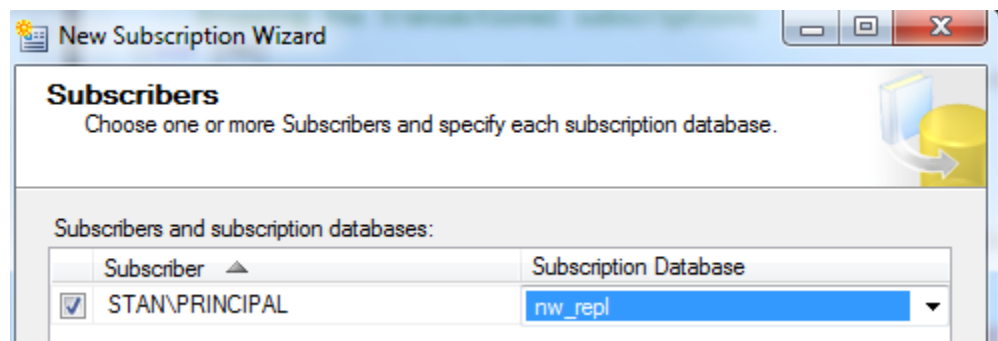 New Subscription Wizard
Subscribers
Choose one or more Subscribers and specify each subscription database.
Subscribers and subscription databases:
Subscriber Subscription Database
STAN\PRINCIPAL nw_repl